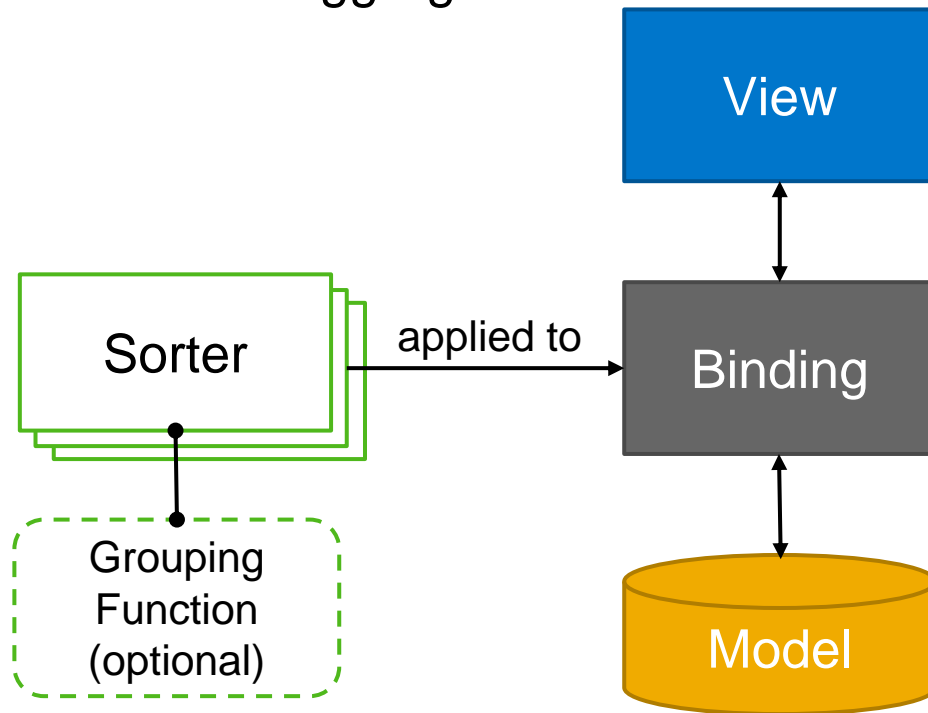 View
Sorter
applied to
Binding
Grouping
Function
(optional)
Model